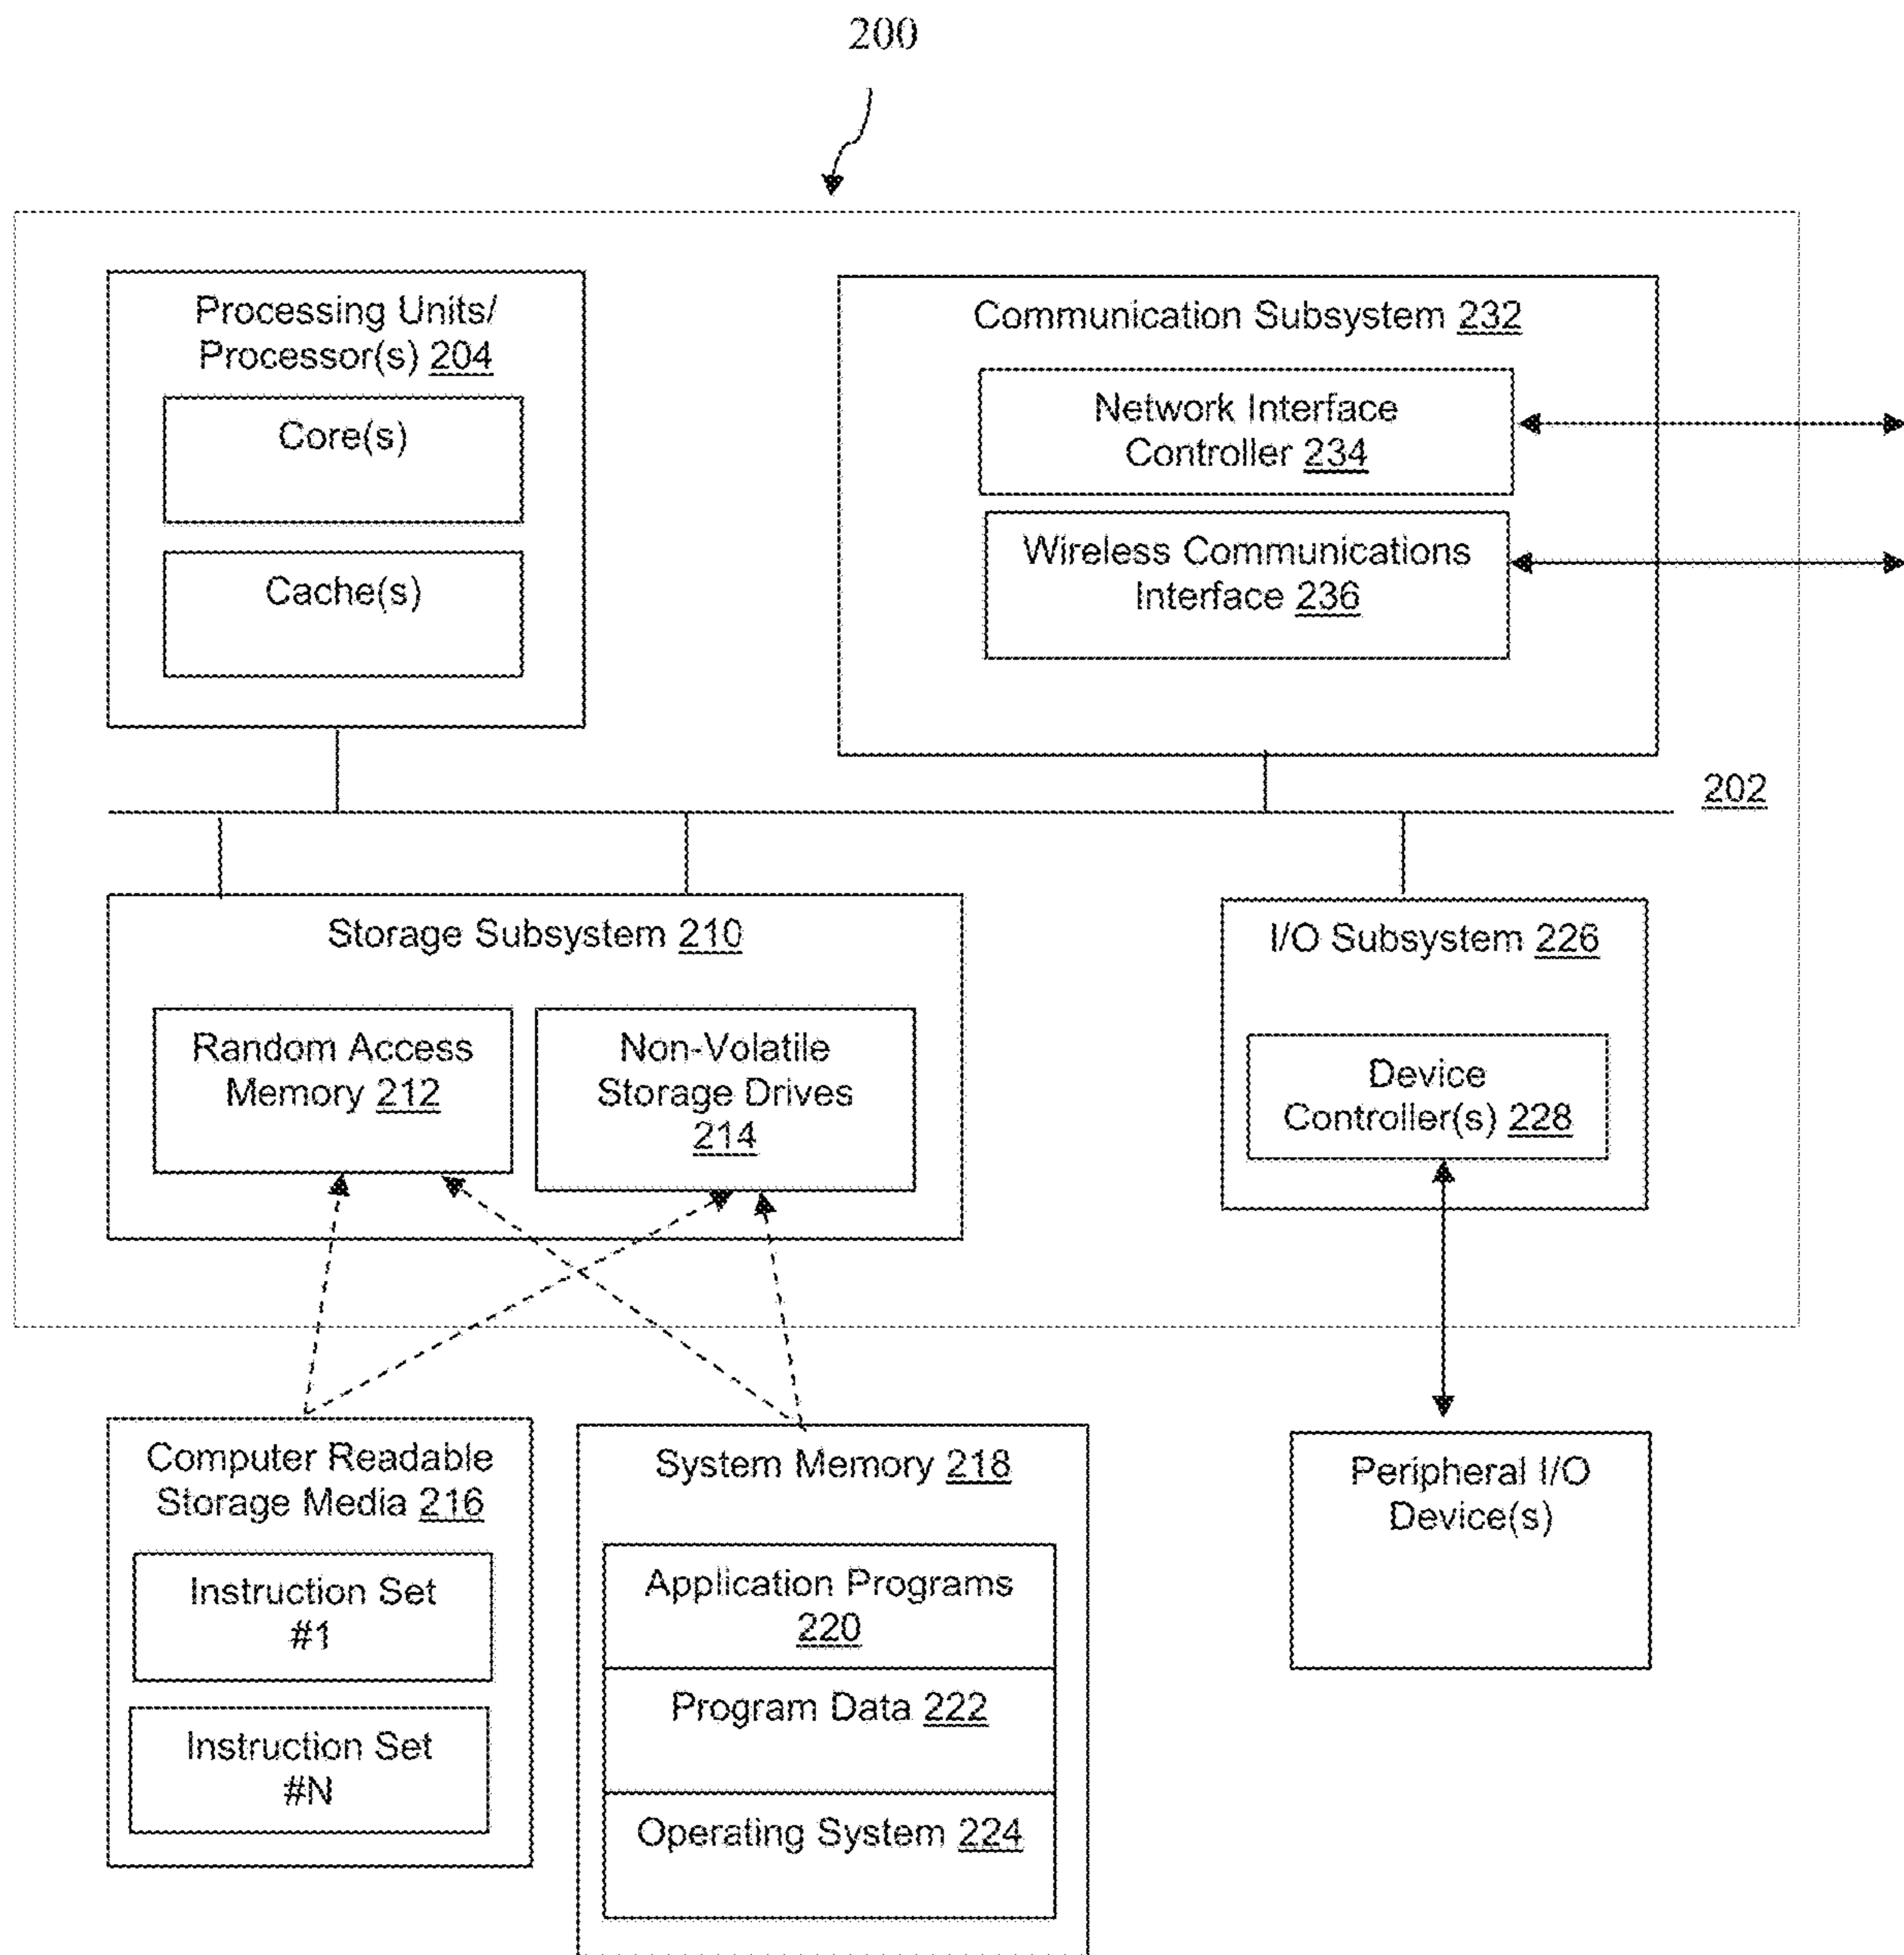 200
Processing Units/
Processor(s) 204
Core(s)
Cache(s)
Communication Subsystem 232
Network Interface
Controller 234
Wireless Communications
Interface 236
202
Storage Subsystem 210
Random Access
Memory 212
Non-Volatile
Storage Drives
214
I/O Subsystem 226
Device
Controller(s) 228
Computer Readable
Storage Media 216
Instruction Set
#1
Instruction Set
#N
System Memory 218
Application Programs
220
Program Data 222
Operating System 224
Peripheral I/O
Device(s)